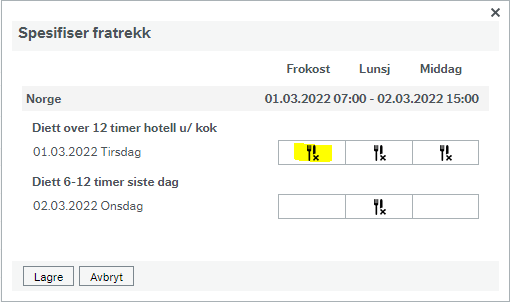 Spesifiser fratrekk
Frokost Lunsj Middag
Norge 01.03.2022 07:00 - 02.03.2022 15:00
Diett over 12 timer hotell u/ kok
01.03.2022 Tirsdag
Diett 6-12 timer siste dag
02.03.2022 Onsdag
Lagre Avbryt